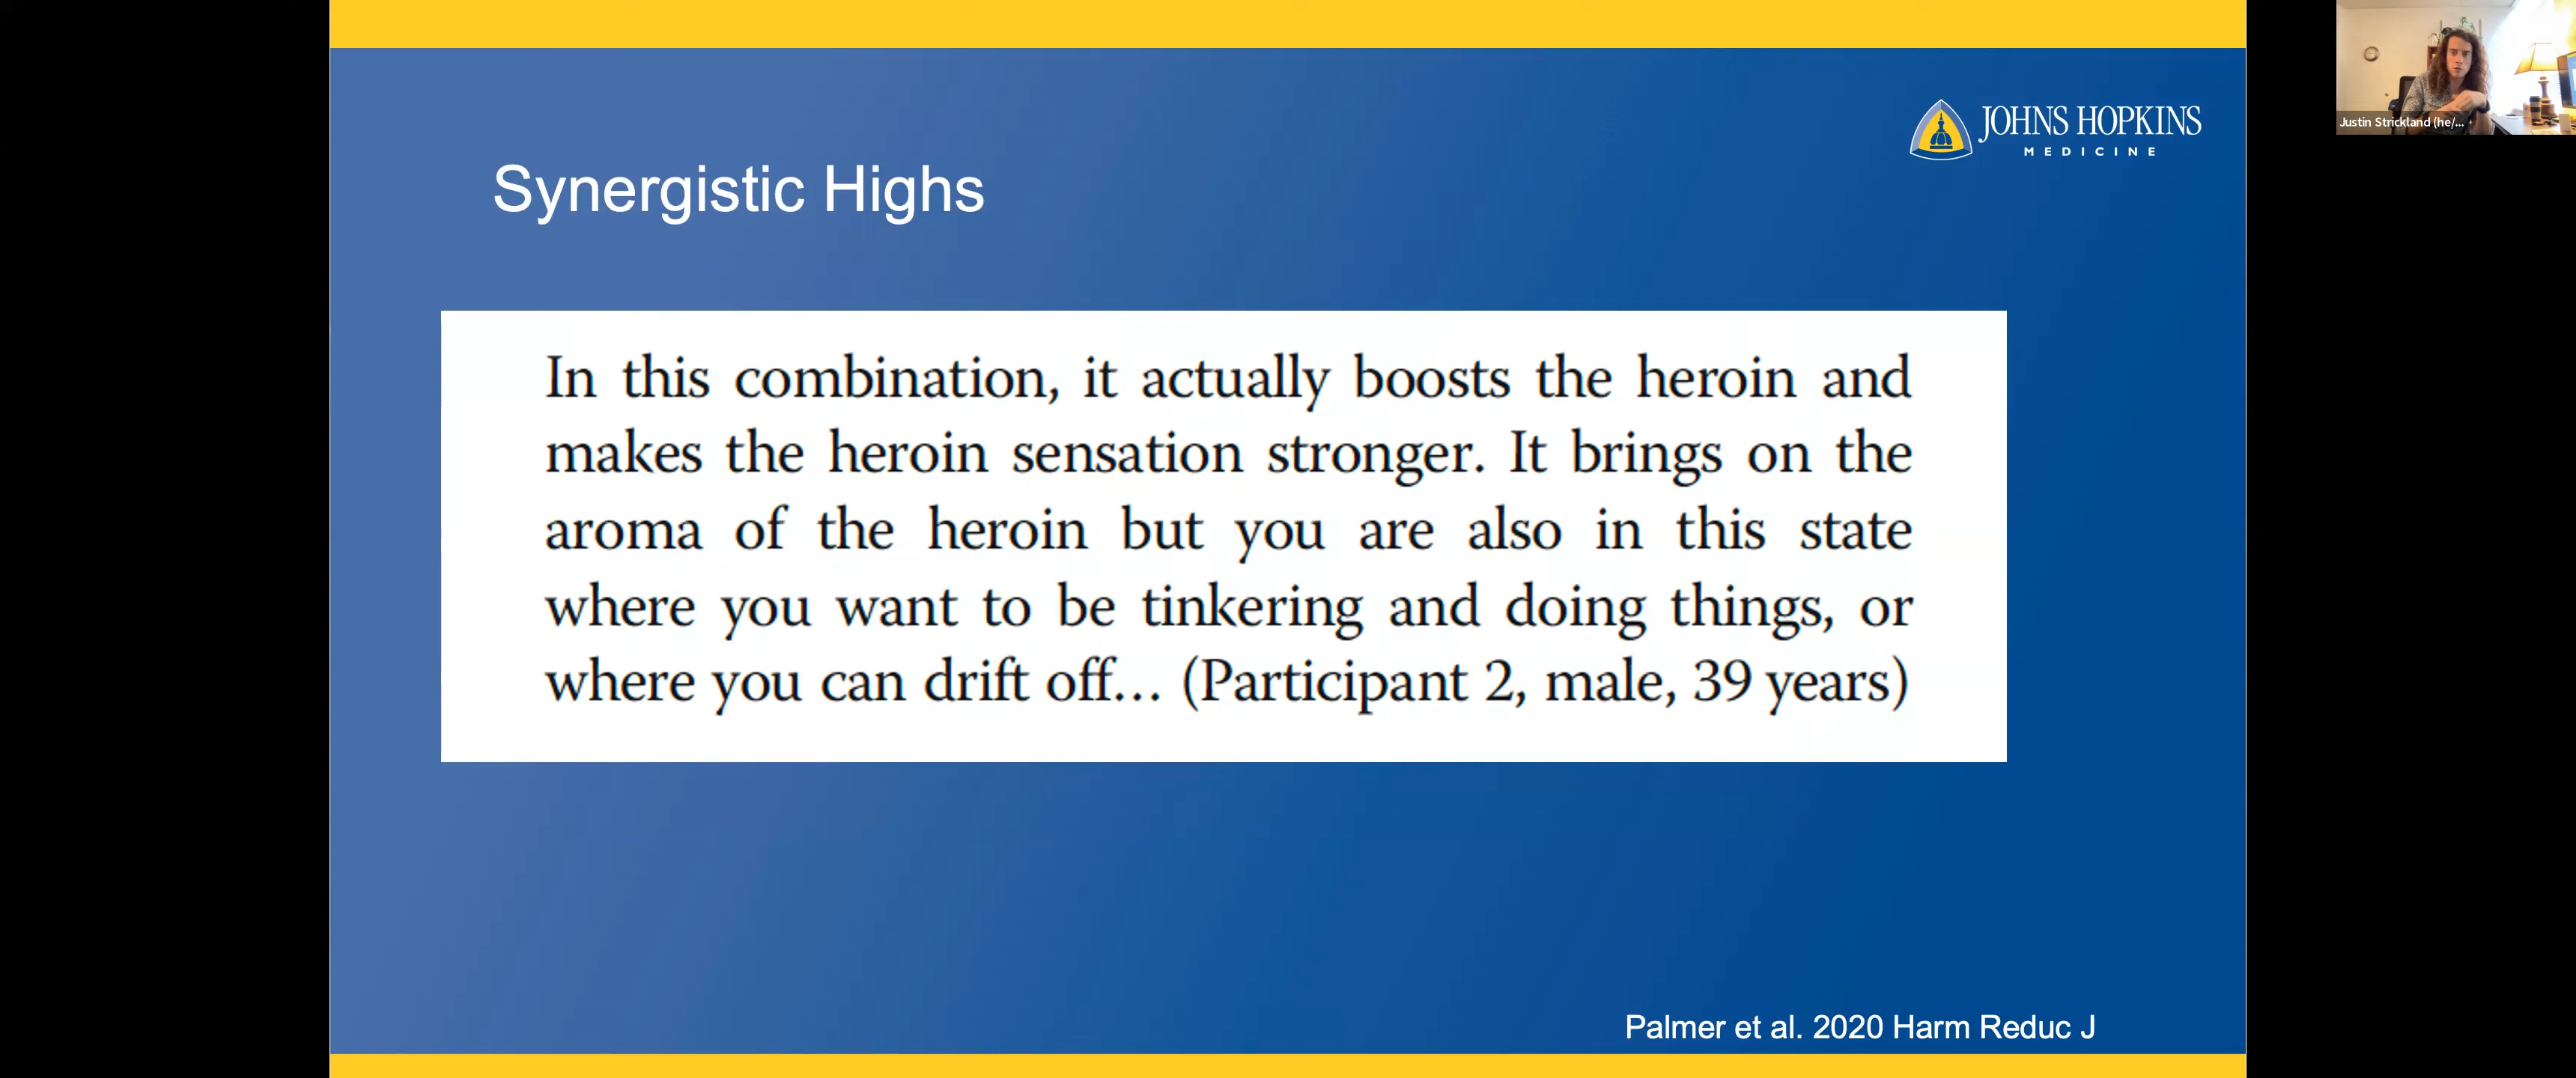 JOHNS HOPKINS
MEDICINE
Justin Strickland (he/...
Synergistic Highs
In this combination, it actually boosts the heroin and
makes the heroin sensation stronger. It brings on the
aroma of the heroin but you are also in this state
where you want to be tinkering and doing things, or
where you can drift off... (Participant 2, male, 39 years)
Palmer et al. 2020 Harm Reduc J